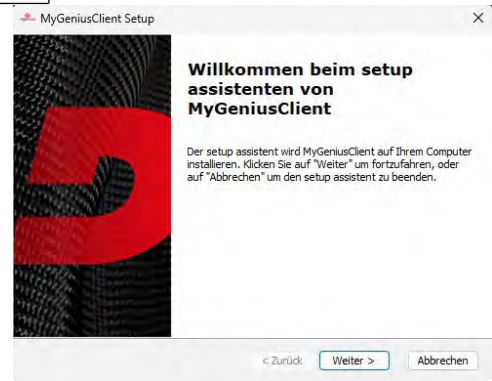 MyGeniusClient Setup
Willkommen beim setup
assistenten von
MyGeniusClient
Der setup assistent wird MyGeniusClient auf Ihrem Computer
installieren. Klicken Sie auf "Weiter" um fortzufahren, oder
auf "Abbrechen" um den setup assistent zu beenden.
< Zurück Weiter > Abbrechen